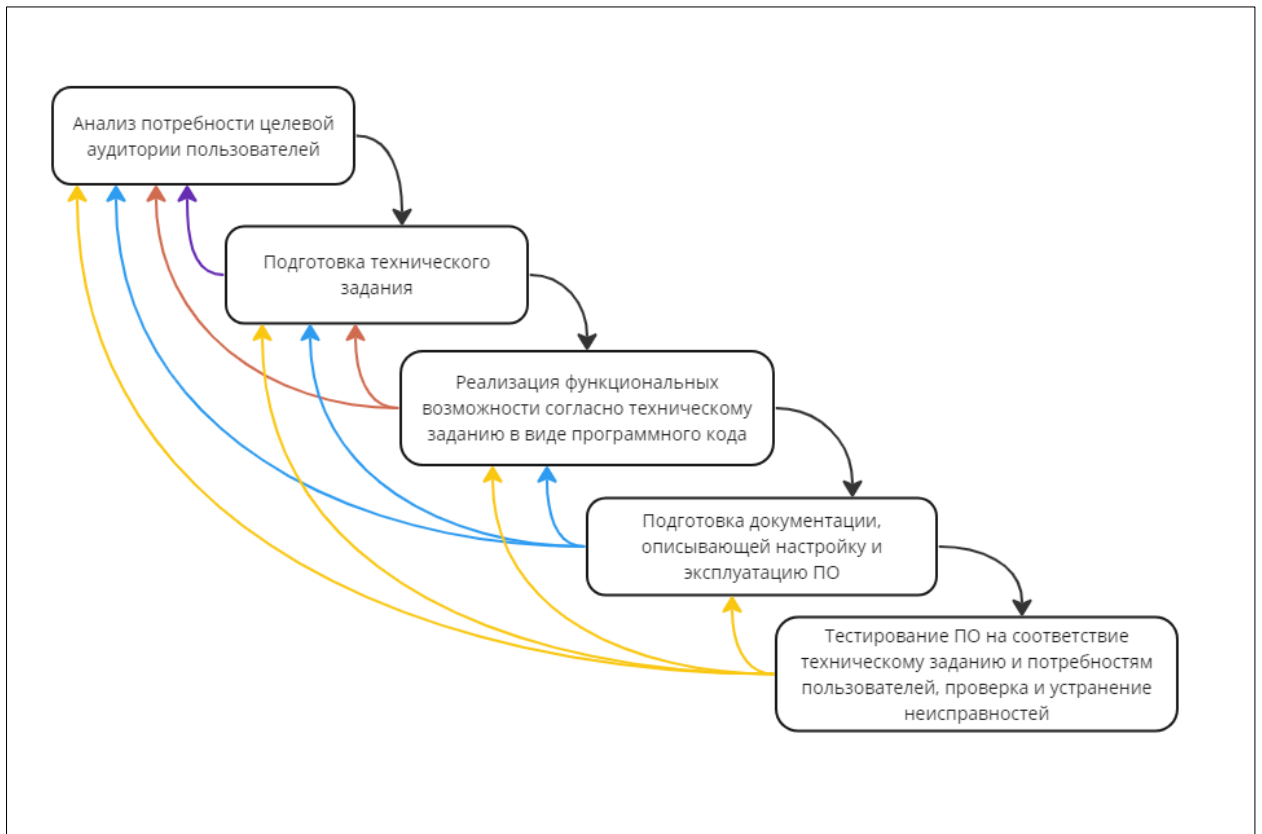 Анализ потребности целевой
аудитории пользователей
Подготовка технического
задания
Реализация функциональных
возможности согласно техническому
заданию в виде программного кода
Подготовка документации,
описывающей настройку и
эксплуатацию ПО
Тестирование ПО на соответствие
техническому заданию и потребностям
пользователей, проверка и устранение
неисправностей